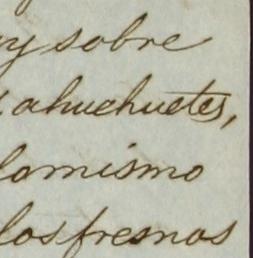 y sobre
ahuehuetes,
lo mismo
los fresnos